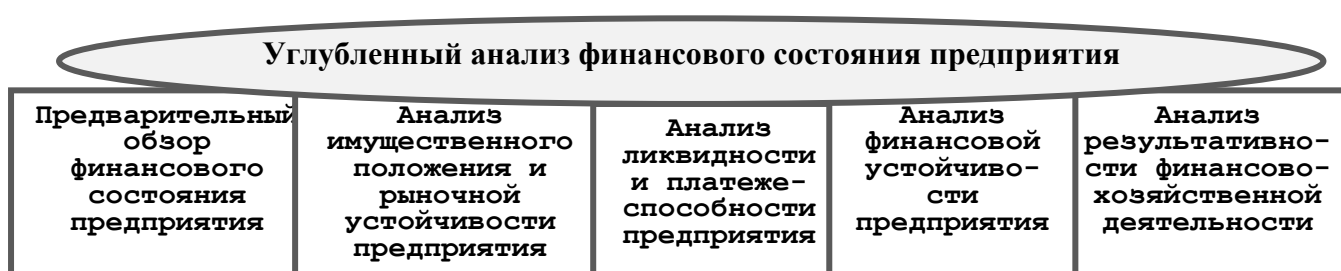 Углубленный анализ финансового состояния предприятия
Предварительный
обзор
финансового
состояния
предприятия
Анализ
имущественного
положения и
рыночной
устойчивости
предприятия
Анализ
ликвидности
и платеже-
способности
предприятия
Анализ
финансовой
устойчиво-
сти
предприятия
Анализ
результативно-
сти финансово-
хозяйственной
деятельности